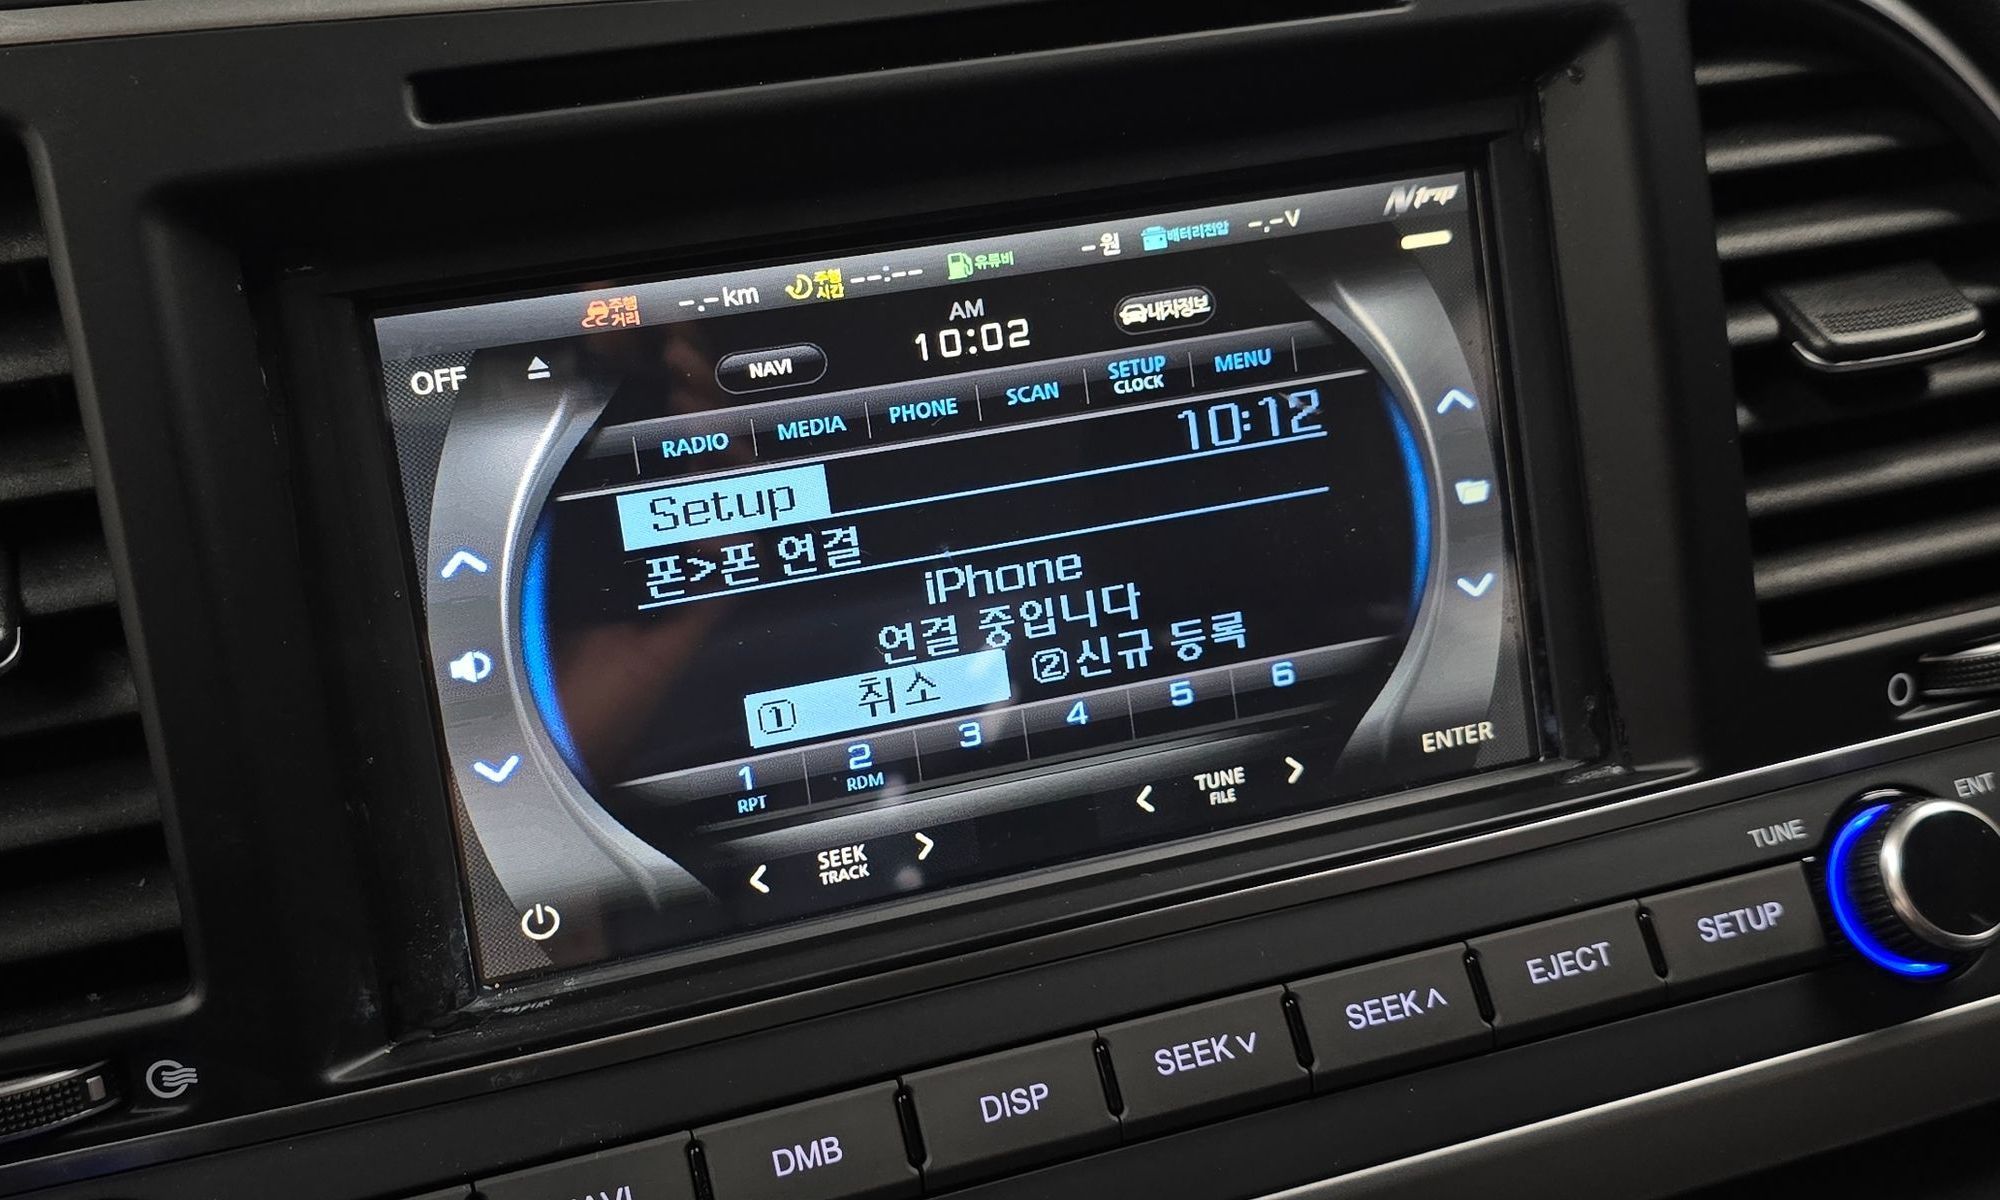 Ntrip
주행거리 -.-km 주행시간 --:-- 유류비 -원 배터리전압 -.-V
OFF
NAVI
AM
10:02
내차정보
RADIO MEDIA PHONE SCAN SETUP CLOCK MENU
10:12
Setup
폰>폰 연결
iPhone
연결 중입니다
① 취소 ②신규 등록
1 RPT 2 RDM 3 4 5 6
SEEK TRACK
TUNE FILE
ENTER
0
TUNE
ENT
DMB DISP SEEK∨ SEEK∧ EJECT SETUP